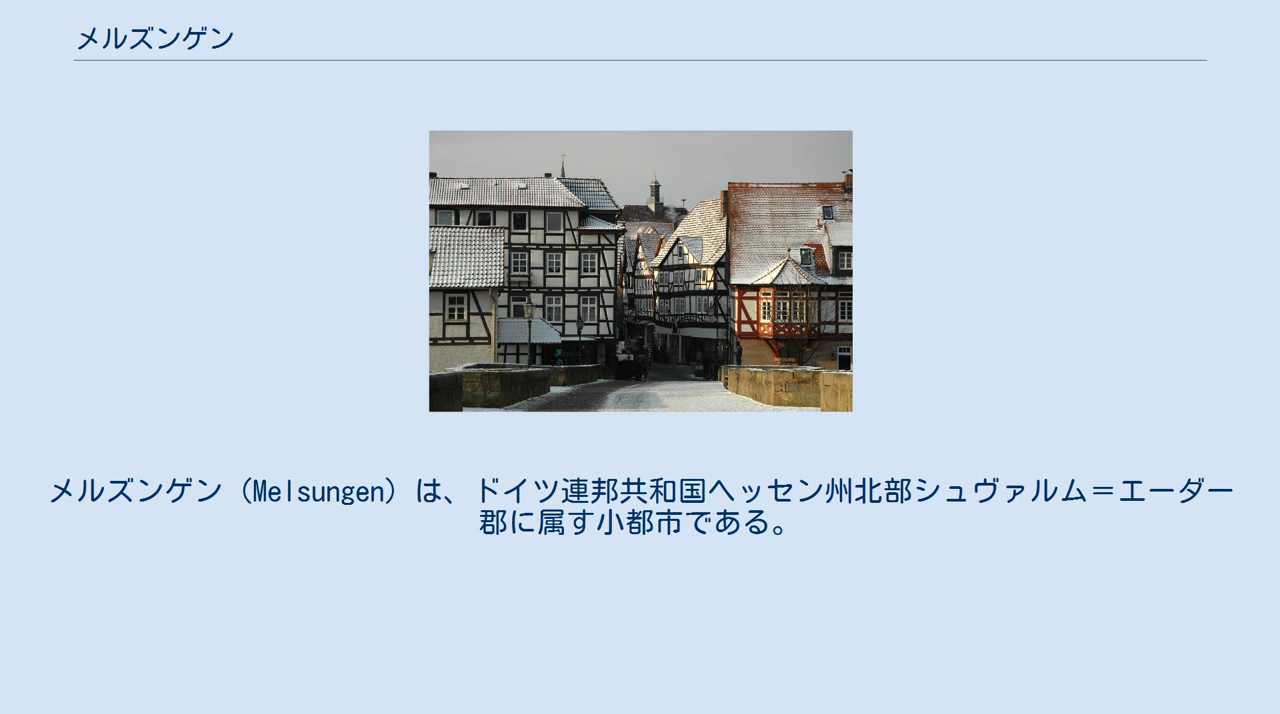 メルズンゲン
メルズンゲン（Melsungen）は、ドイツ連邦共和国ヘッセン州北部シュヴァルム＝エーダー
郡に属す小都市である。